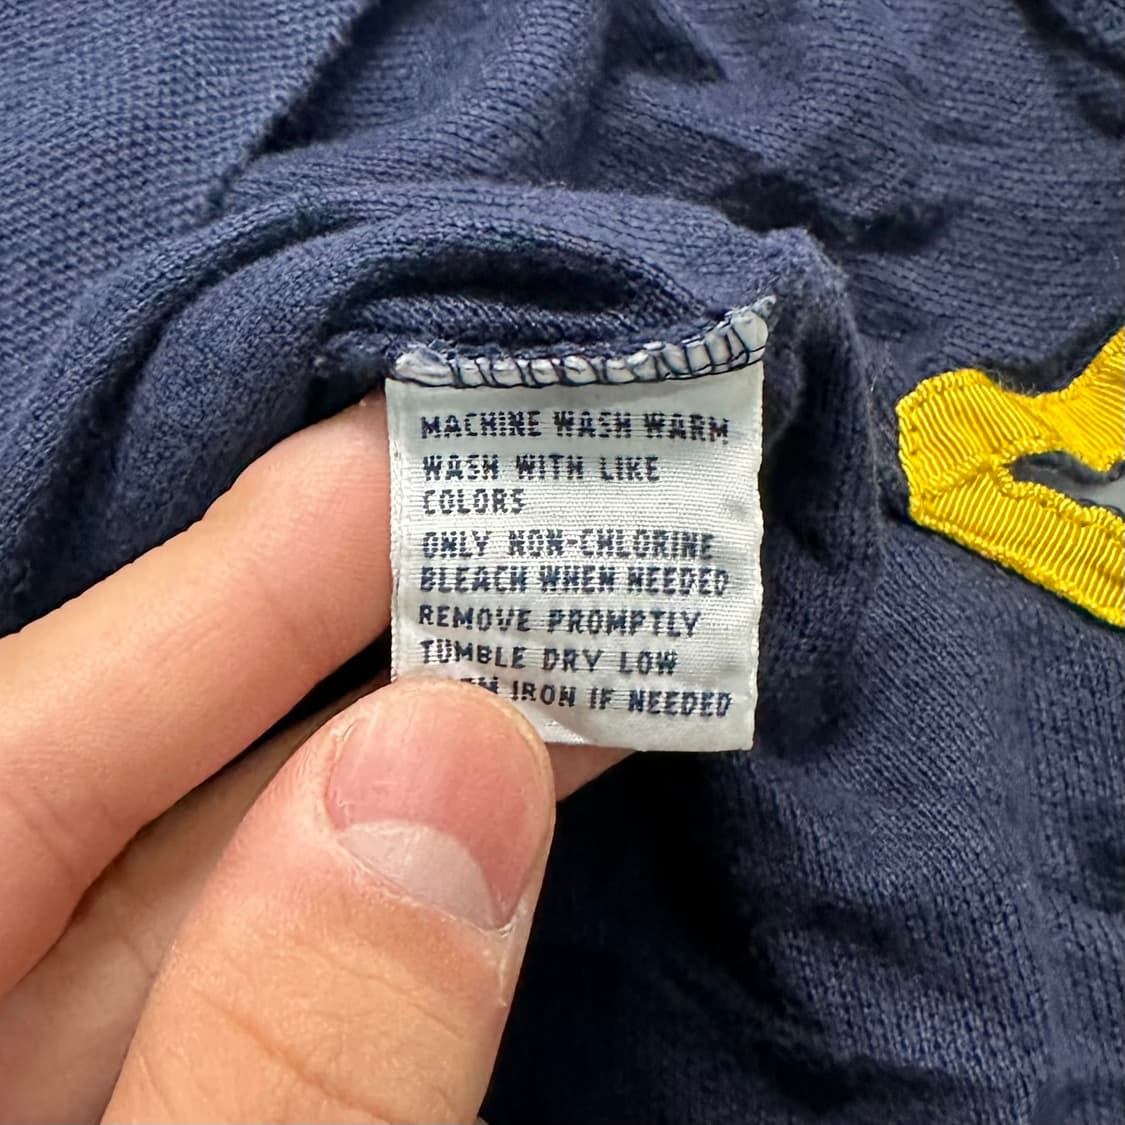 MACHINE WASH WARM
WASH WITH LIKE
COLORS
ONLY NON-CHLORINE
BLEACH WHEN NEEDED
REMOVE PROMPTLY
TUMBLE DRY LOW
IRON IF NEEDED